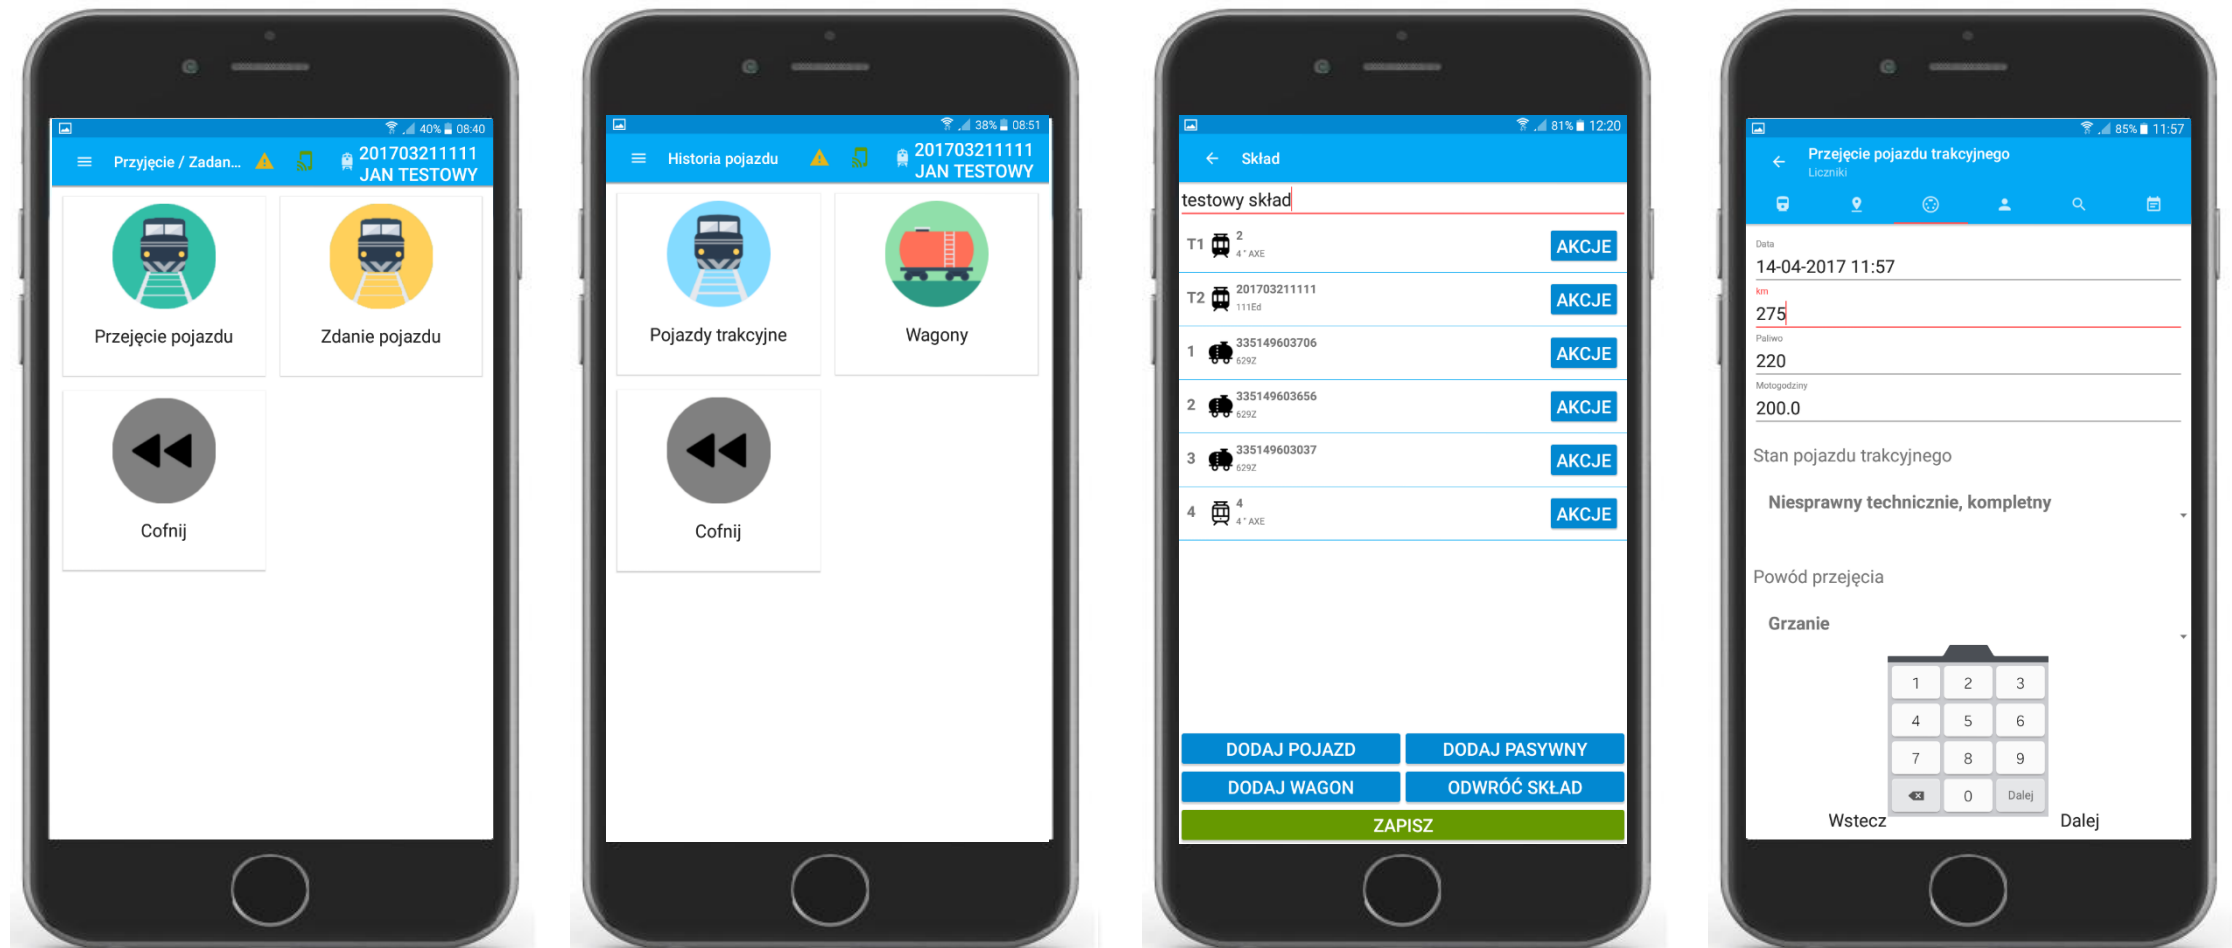 40% 08:40
Przyjęcie / Zadan...
201703211111
JAN TESTOWY
Przejęcie pojazdu
Zdanie pojazdu
Cofnij
38% 08:51
Historia pojazdu
201703211111
JAN TESTOWY
Pojazdy trakcyjne
Wagony
Cofnij
81% 12:20
Skład
testowy skład
T1
2
4 * AXE
AKCJE
T2
201703211111
111Ed
AKCJE
1
335149603706
629Z
AKCJE
2
335149603656
629Z
AKCJE
3
335149603037
629Z
AKCJE
4
4
4 * AXE
AKCJE
DODAJ POJAZD
DODAJ PASYWNY
DODAJ WAGON
ODWRÓĆ SKŁAD
ZAPISZ
85% 11:57
Przejęcie pojazdu trakcyjnego
Liczniki
Data
14-04-2017 11:57
km
275
Paliwo
220
Motogodziny
200.0
Stan pojazdu trakcyjnego
Niesprawny technicznie, kompletny
Powód przejęcia
Grzanie
1 2 3
4 5 6
7 8 9
0 Dalej
Wstecz
Dalej